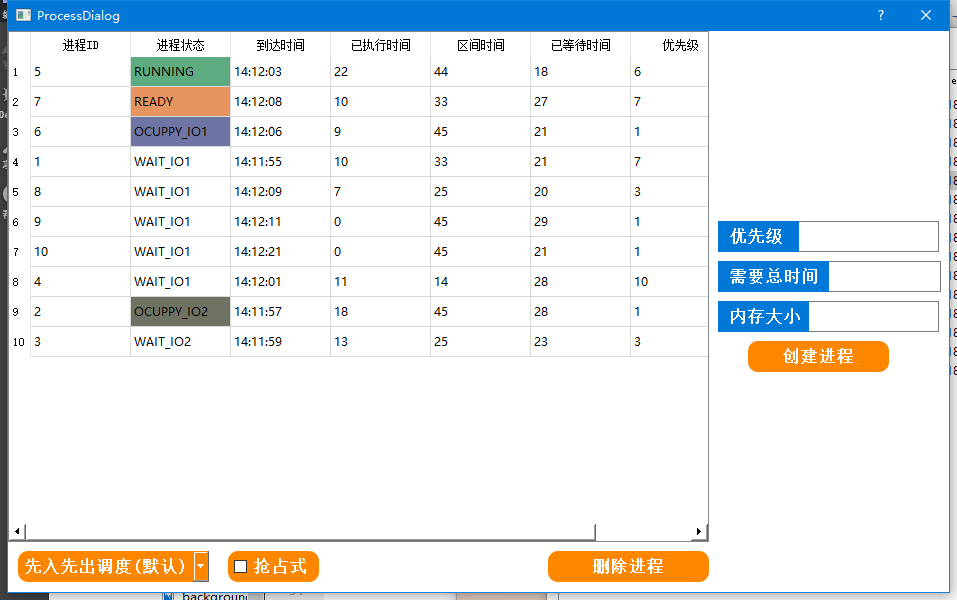 ProcessDialog
进程ID 进程状态 到达时间 已执行时间 区间时间 已等待时间 优先级
1 5 RUNNING 14:12:03 22 44 18 6
2 7 READY 14:12:08 10 33 27 7
3 6 OCUPPY_IO1 14:12:06 9 45 21 1
4 1 WAIT_IO1 14:11:55 10 33 21 7
5 8 WAIT_IO1 14:12:09 7 25 20 3
6 9 WAIT_IO1 14:12:11 0 45 29 1
7 10 WAIT_IO1 14:12:21 0 45 21 1
8 4 WAIT_IO1 14:12:01 11 14 28 10
9 2 OCUPPY_IO2 14:11:57 18 45 28 1
10 3 WAIT_IO2 14:11:59 13 25 23 3
优先级
需要总时间
内存大小
创建进程
先入先出调度(默认) 抢占式 删除进程
background